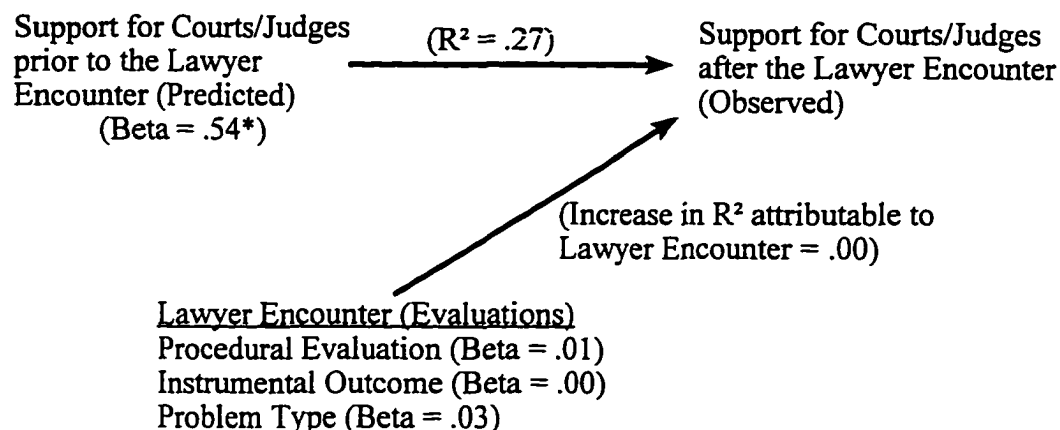 Support for Courts/Judges
prior to the Lawyer
Encounter (Predicted)
(Beta = .54*)
(R² = .27)
Support for Courts/Judges
after the Lawyer Encounter
(Observed)
(Increase in R² attributable to
Lawyer Encounter = .00)
Lawyer Encounter (Evaluations)
Procedural Evaluation (Beta = .01)
Instrumental Outcome (Beta = .00)
Problem Type (Beta = .03)